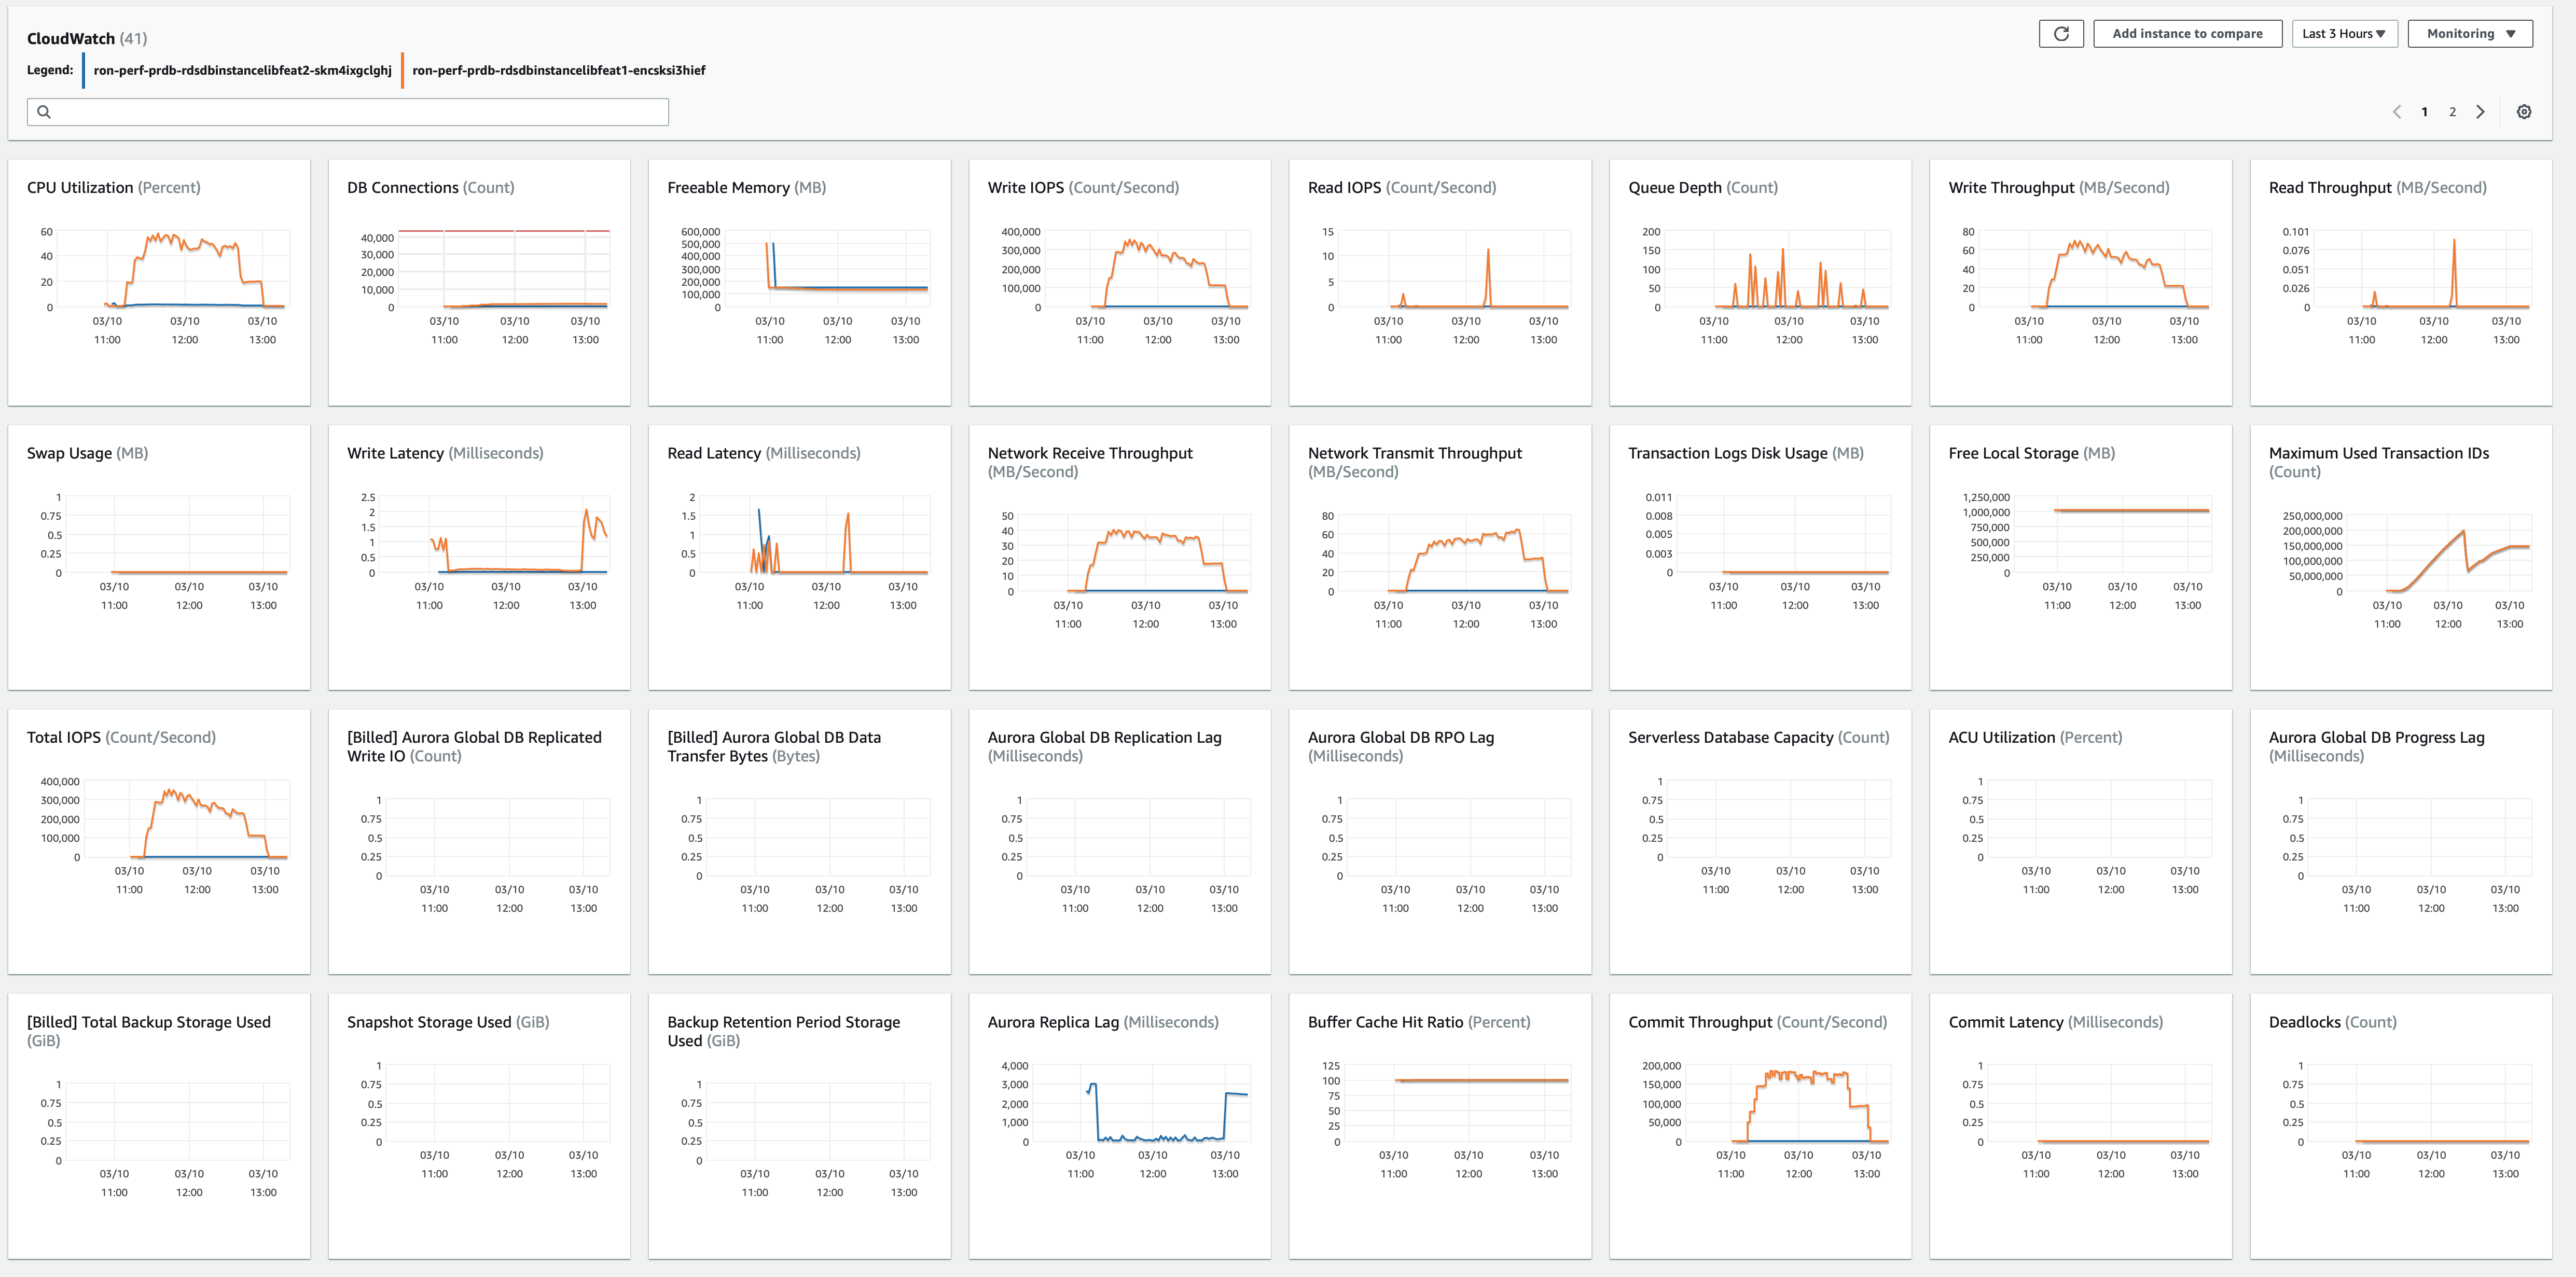 CloudWatch (41)
Add instance to compare
Last 3 Hours ▼
Monitoring ▼
Legend: ron-perf-prdb-rdsdbinstancelibfeat2-skm4ixgclghj ron-perf-prdb-rdsdbinstancelibfeat1-encsksi3hief
1 2
CPU Utilization (Percent)
60
40
20
0
03/10 03/10 03/10
11:00 12:00 13:00
DB Connections (Count)
40,000
30,000
20,000
10,000
0
03/10 03/10 03/10
11:00 12:00 13:00
Freeable Memory (MB)
600,000
500,000
400,000
300,000
200,000
100,000
0
03/10 03/10 03/10
11:00 12:00 13:00
Write IOPS (Count/Second)
400,000
300,000
200,000
100,000
0
03/10 03/10 03/10
11:00 12:00 13:00
Read IOPS (Count/Second)
15
10
5
0
03/10 03/10 03/10
11:00 12:00 13:00
Queue Depth (Count)
200
150
100
50
0
03/10 03/10 03/10
11:00 12:00 13:00
Write Throughput (MB/Second)
80
60
40
20
0
03/10 03/10 03/10
11:00 12:00 13:00
Read Throughput (MB/Second)
0.101
0.076
0.051
0.026
0
03/10 03/10 03/10
11:00 12:00 13:00
Swap Usage (MB)
1
0.75
0.5
0.25
0
03/10 03/10 03/10
11:00 12:00 13:00
Write Latency (Milliseconds)
2.5
2
1.5
1
0.5
0
03/10 03/10 03/10
11:00 12:00 13:00
Read Latency (Milliseconds)
2
1.5
1
0.5
0
03/10 03/10 03/10
11:00 12:00 13:00
Network Receive Throughput
(MB/Second)
50
40
30
20
10
0
03/10 03/10 03/10
11:00 12:00 13:00
Network Transmit Throughput
(MB/Second)
80
60
40
20
0
03/10 03/10 03/10
11:00 12:00 13:00
Transaction Logs Disk Usage (MB)
0.011
0.008
0.005
0.003
0
03/10 03/10 03/10
11:00 12:00 13:00
Free Local Storage (MB)
1,250,000
1,000,000
750,000
500,000
250,000
0
03/10 03/10 03/10
11:00 12:00 13:00
Maximum Used Transaction IDs
(Count)
250,000,000
200,000,000
150,000,000
100,000,000
50,000,000
0
03/10 03/10 03/10
11:00 12:00 13:00
Total IOPS (Count/Second)
400,000
300,000
200,000
100,000
0
03/10 03/10 03/10
11:00 12:00 13:00
[Billed] Aurora Global DB Replicated
Write IO (Count)
1
0.75
0.5
0.25
0
03/10 03/10 03/10
11:00 12:00 13:00
[Billed] Aurora Global DB Data
Transfer Bytes (Bytes)
1
0.75
0.5
0.25
0
03/10 03/10 03/10
11:00 12:00 13:00
Aurora Global DB Replication Lag
(Milliseconds)
1
0.75
0.5
0.25
0
03/10 03/10 03/10
11:00 12:00 13:00
Aurora Global DB RPO Lag
(Milliseconds)
1
0.75
0.5
0.25
0
03/10 03/10 03/10
11:00 12:00 13:00
Serverless Database Capacity (Count)
1
0.75
0.5
0.25
0
03/10 03/10 03/10
11:00 12:00 13:00
ACU Utilization (Percent)
1
0.75
0.5
0.25
0
03/10 03/10 03/10
11:00 12:00 13:00
Aurora Global DB Progress Lag
(Milliseconds)
1
0.75
0.5
0.25
0
03/10 03/10 03/10
11:00 12:00 13:00
[Billed] Total Backup Storage Used
(GiB)
1
0.75
0.5
0.25
0
03/10 03/10 03/10
11:00 12:00 13:00
Snapshot Storage Used (GiB)
1
0.75
0.5
0.25
0
03/10 03/10 03/10
11:00 12:00 13:00
Backup Retention Period Storage
Used (GiB)
1
0.75
0.5
0.25
0
03/10 03/10 03/10
11:00 12:00 13:00
Aurora Replica Lag (Milliseconds)
4,000
3,000
2,000
1,000
0
03/10 03/10 03/10
11:00 12:00 13:00
Buffer Cache Hit Ratio (Percent)
125
100
75
50
25
0
03/10 03/10 03/10
11:00 12:00 13:00
Commit Throughput (Count/Second)
200,000
150,000
100,000
50,000
0
03/10 03/10 03/10
11:00 12:00 13:00
Commit Latency (Milliseconds)
1
0.75
0.5
0.25
0
03/10 03/10 03/10
11:00 12:00 13:00
Deadlocks (Count)
1
0.75
0.5
0.25
0
03/10 03/10 03/10
11:00 12:00 13:00